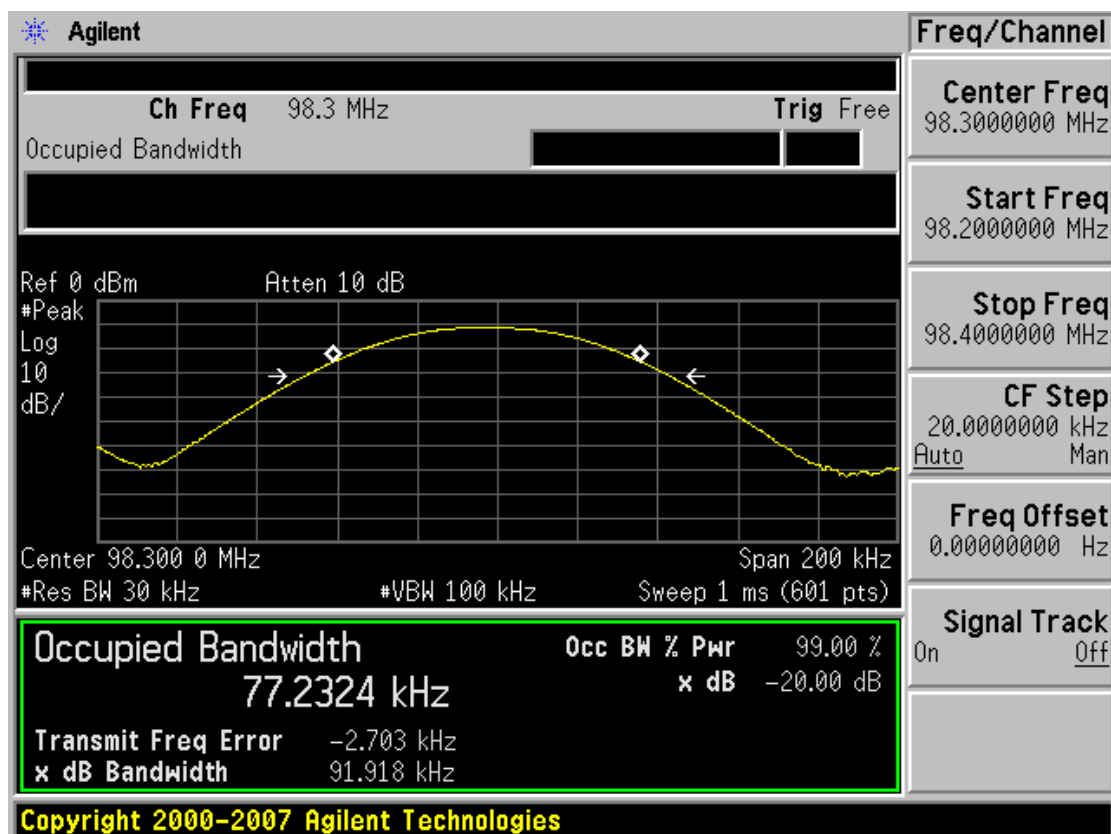 Agilent
Freq/Channel
Ch Freq 98.3 MHz Trig Free
Occupied Bandwidth
Center Freq
98.3000000 MHz
Start Freq
98.2000000 MHz
Ref 0 dBm Atten 10 dB
#Peak
Log
10
dB/
Stop Freq
98.4000000 MHz
CF Step
20.0000000 kHz
Auto Man
Freq Offset
0.00000000 Hz
Center 98.300 0 MHz Span 200 kHz
#Res BW 30 kHz #VBW 100 kHz Sweep 1 ms (601 pts)
Signal Track
On Off
Occupied Bandwidth Occ BW % Pwr 99.00 %
77.2324 kHz x dB -20.00 dB
Transmit Freq Error -2.703 kHz
x dB Bandwidth 91.918 kHz
Copyright 2000-2007 Agilent Technologies